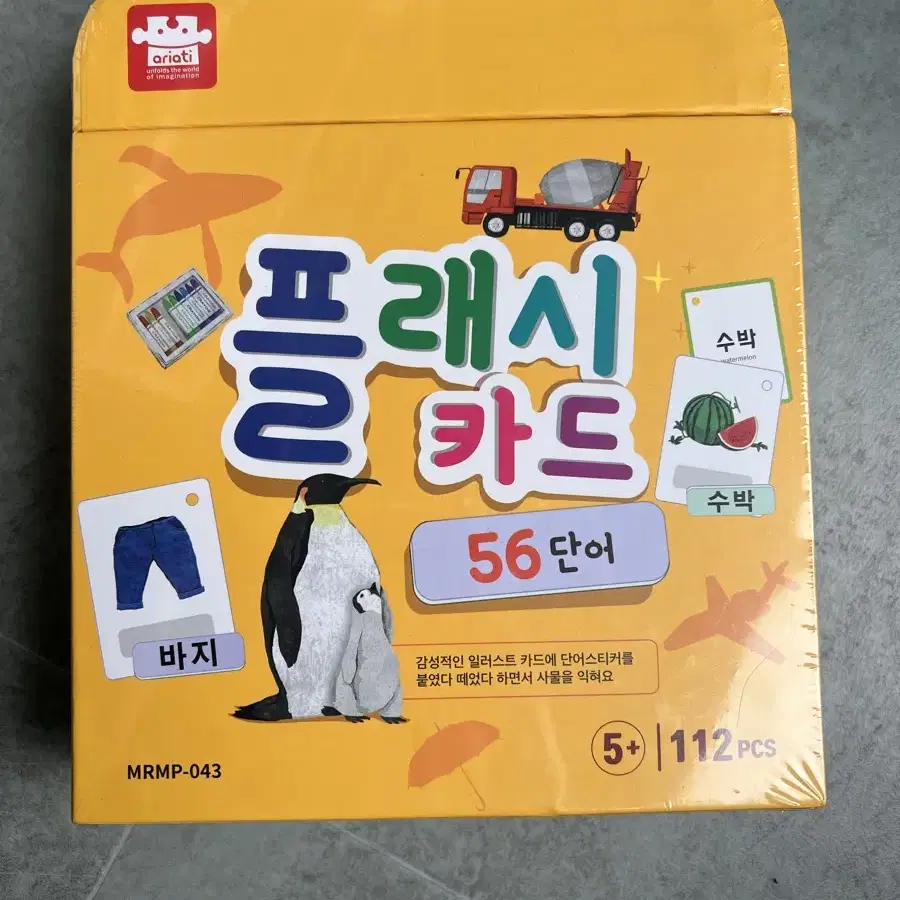 ariati
unfolds the world
of imagination
플래시
카드
수박
watermelon
수박
56 단어
바지
감성적인 일러스트 카드에 단어스티커를
붙였다 떼었다 하면서 사물을 익혀요
5+ 112 PCS
MRMP-043